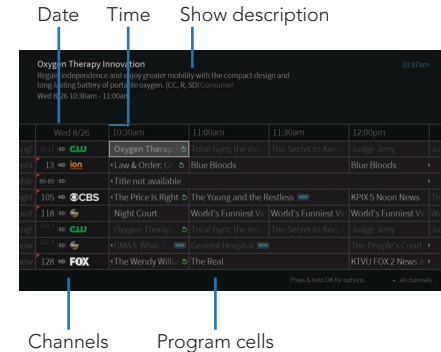 Date Time Show description
Oxygen Therapy Innovation 10:37am
Regain independence and enjoy greater mobility with the compact design and
long-lasting battery of portable oxygen. (CC, R, SD) Consumer
Wed 8/26 10:30am - 11:00am
Wed 8/26 10:30am 11:00am 11:30am 12:00pm
SD CW Oxygen Therap Total Gym; the mo The Secret to Kee Judge Jerry
13 HD ion Law & Order: Cr Blue Bloods Blue Bloods
89-89 SD Title not available
105 HD CBS The Price Is Right The Young and the Restless NEW KPIX 5 Noon News
118 SD Night Court World's Funniest Vi World's Funniest Vi World's Funniest Vi
SD CW Oxygen Therap Total Gym; the mo The Secret to Kee Judge Jerry
SD GMA3: What NEW General Hospital NEW The People's Court
128 HD FOX The Wendy Willi The Real KTVU FOX 2 News
Press & hold OK for options • all channels
Channels Program cells